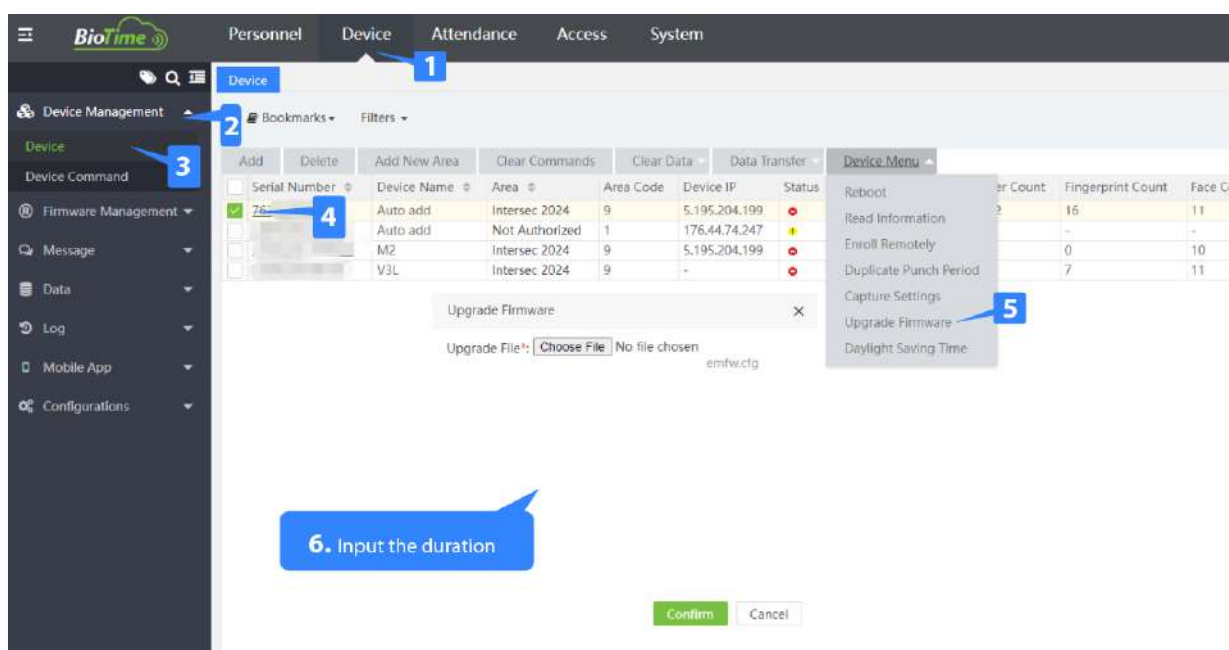 BioTime
Personnel Device Attendance Access System
1
Device
Device Management
2
Bookmarks Filters
Device
3
Device Command
Add Delete Add New Area Clear Commands Clear Data Data Transfer Device Menu
Serial Number Device Name Area Area Code Device IP Status er Count Fingerprint Count Face C
76 4 Auto add Intersec 2024 9 5.195.204.199 16 11
Auto add Not Authorized 1 176.44.74.247 - -
M2 Intersec 2024 9 5.195.204.199 0 10
V3L Intersec 2024 9 - 7 11
Reboot
Read Information
Enroll Remotely
Duplicate Punch Period
Capture Settings
Upgrade Firmware
5
Daylight Saving Time
Firmware Management
Message
Data
Log
Mobile App
Configurations
Upgrade Firmware
Upgrade File*: Choose File No file chosen
emfw.cfg
6. Input the duration
Confirm Cancel